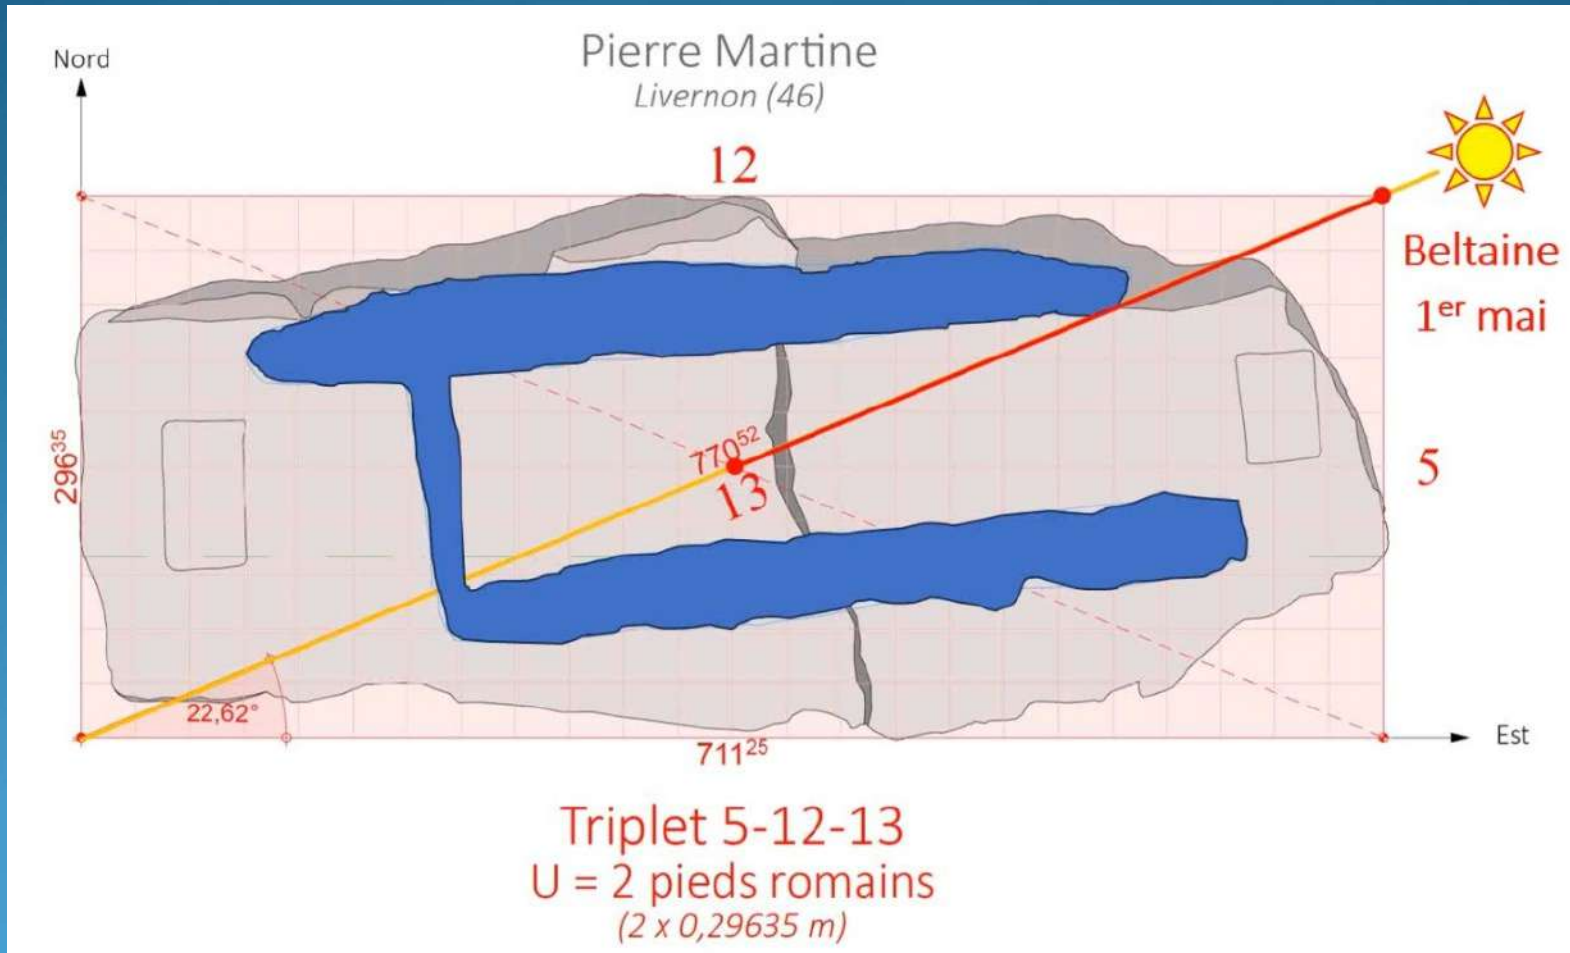 Pierre Martine
Livernon (46)
Nord
12
Beltaine
1er mai
296³⁵
770⁵²
13
5
22,62°
711²⁵
Est
Triplet 5-12-13
U = 2 pieds romains
(2 x 0,29635 m)